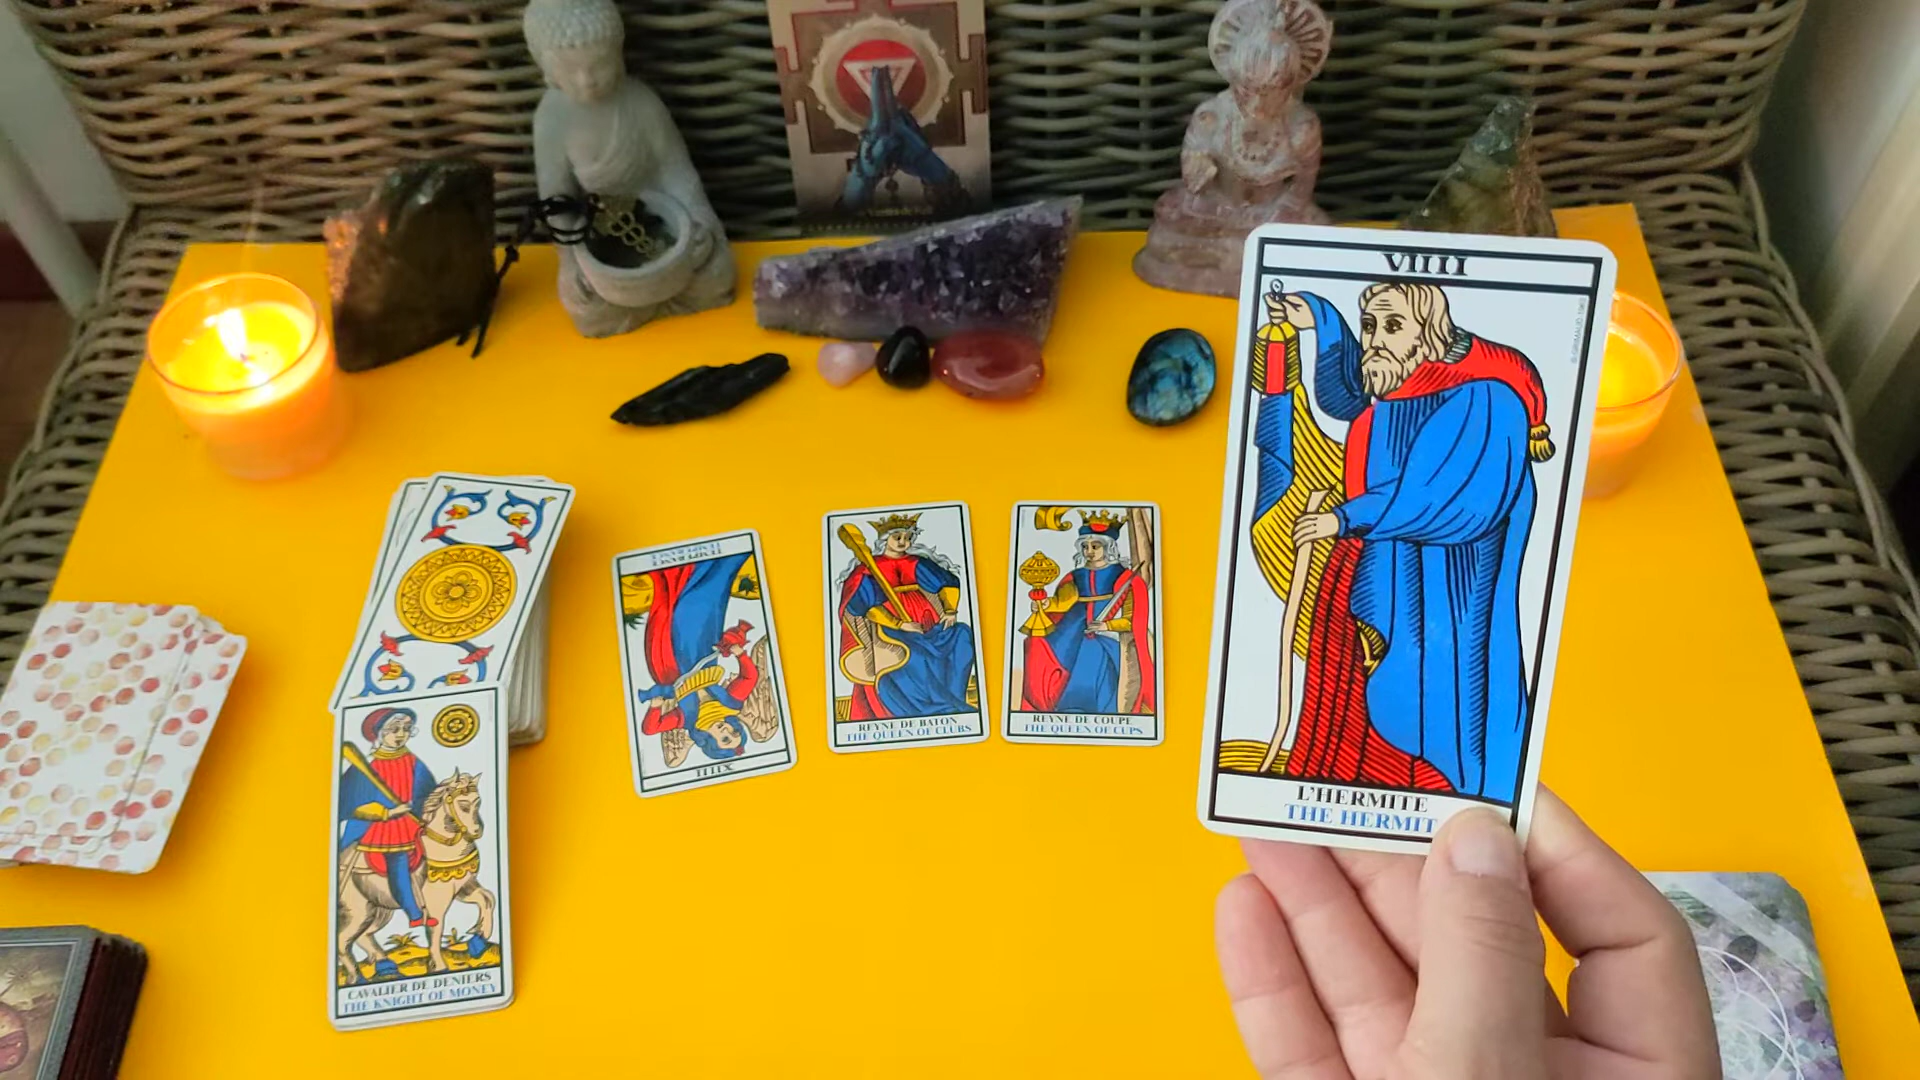 VIIII
L'HERMITE
THE HERMIT
TEMPERANCE
XIIII
REYNE DE BATON
THE QUEEN OF CLUBS
REYNE DE COUPE
THE QUEEN OF CUPS
CAVALIER DE DENIERS
THE KNIGHT OF MONEY